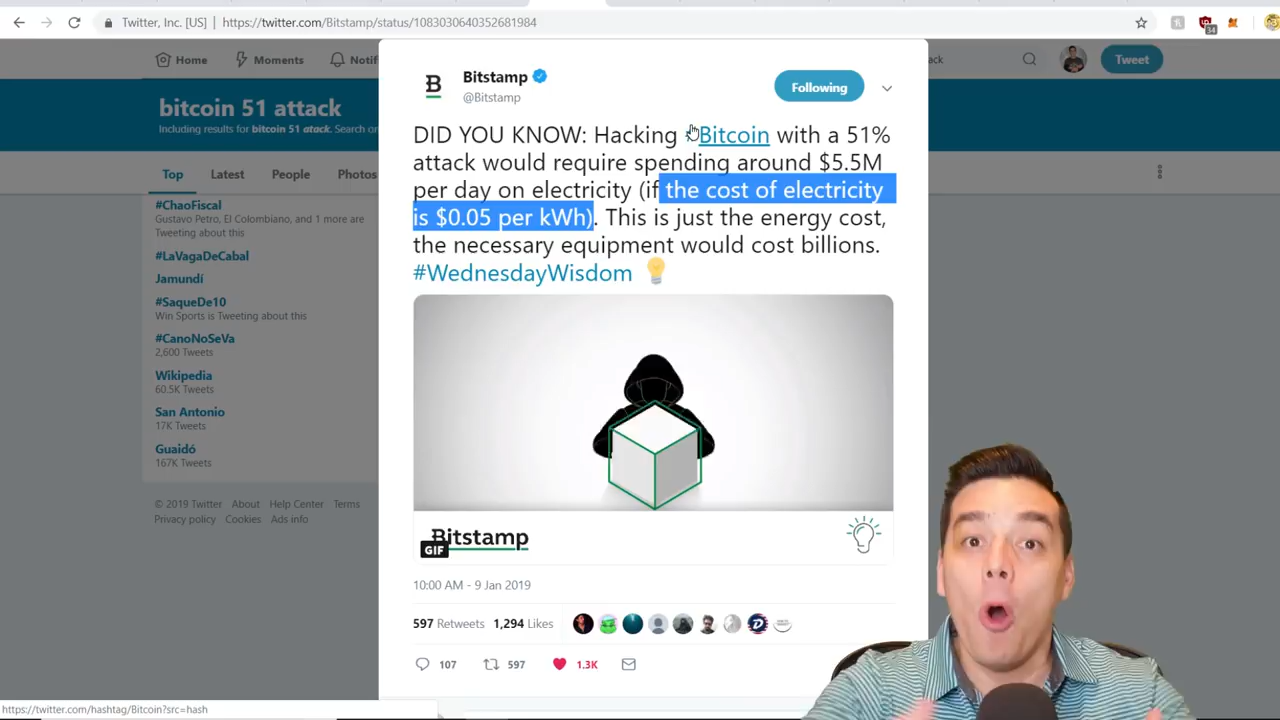 Twitter, Inc. [US] | https://twitter.com/Bitstamp/status/1083030640352681984
34
Home
Moments
Notif
ack
Tweet
bitcoin 51 attack
Including results for bitcoin 51 atack. Search on
Top
Latest
People
Photos
#ChaoFiscal
Gustavo Petro, El Colombiano, and 1 more are
Tweeting about this
#LaVagaDeCabal
Jamundí
#SaqueDe10
Win Sports is Tweeting about this
#CanoNoSeVa
2,600 Tweets
Wikipedia
60.5K Tweets
San Antonio
17K Tweets
Guaidó
167K Tweets
© 2019 Twitter About Help Center Terms
Privacy policy Cookies Ads info
Bitstamp
@Bitstamp
Following
DID YOU KNOW: Hacking #Bitcoin with a 51%
attack would require spending around $5.5M
per day on electricity (if the cost of electricity
is $0.05 per kWh). This is just the energy cost,
the necessary equipment would cost billions.
#WednesdayWisdom
Bitstamp
GIF
10:00 AM - 9 Jan 2019
597 Retweets 1,294 Likes
107 597 1.3K
https://twitter.com/hashtag/Bitcoin?src=hash